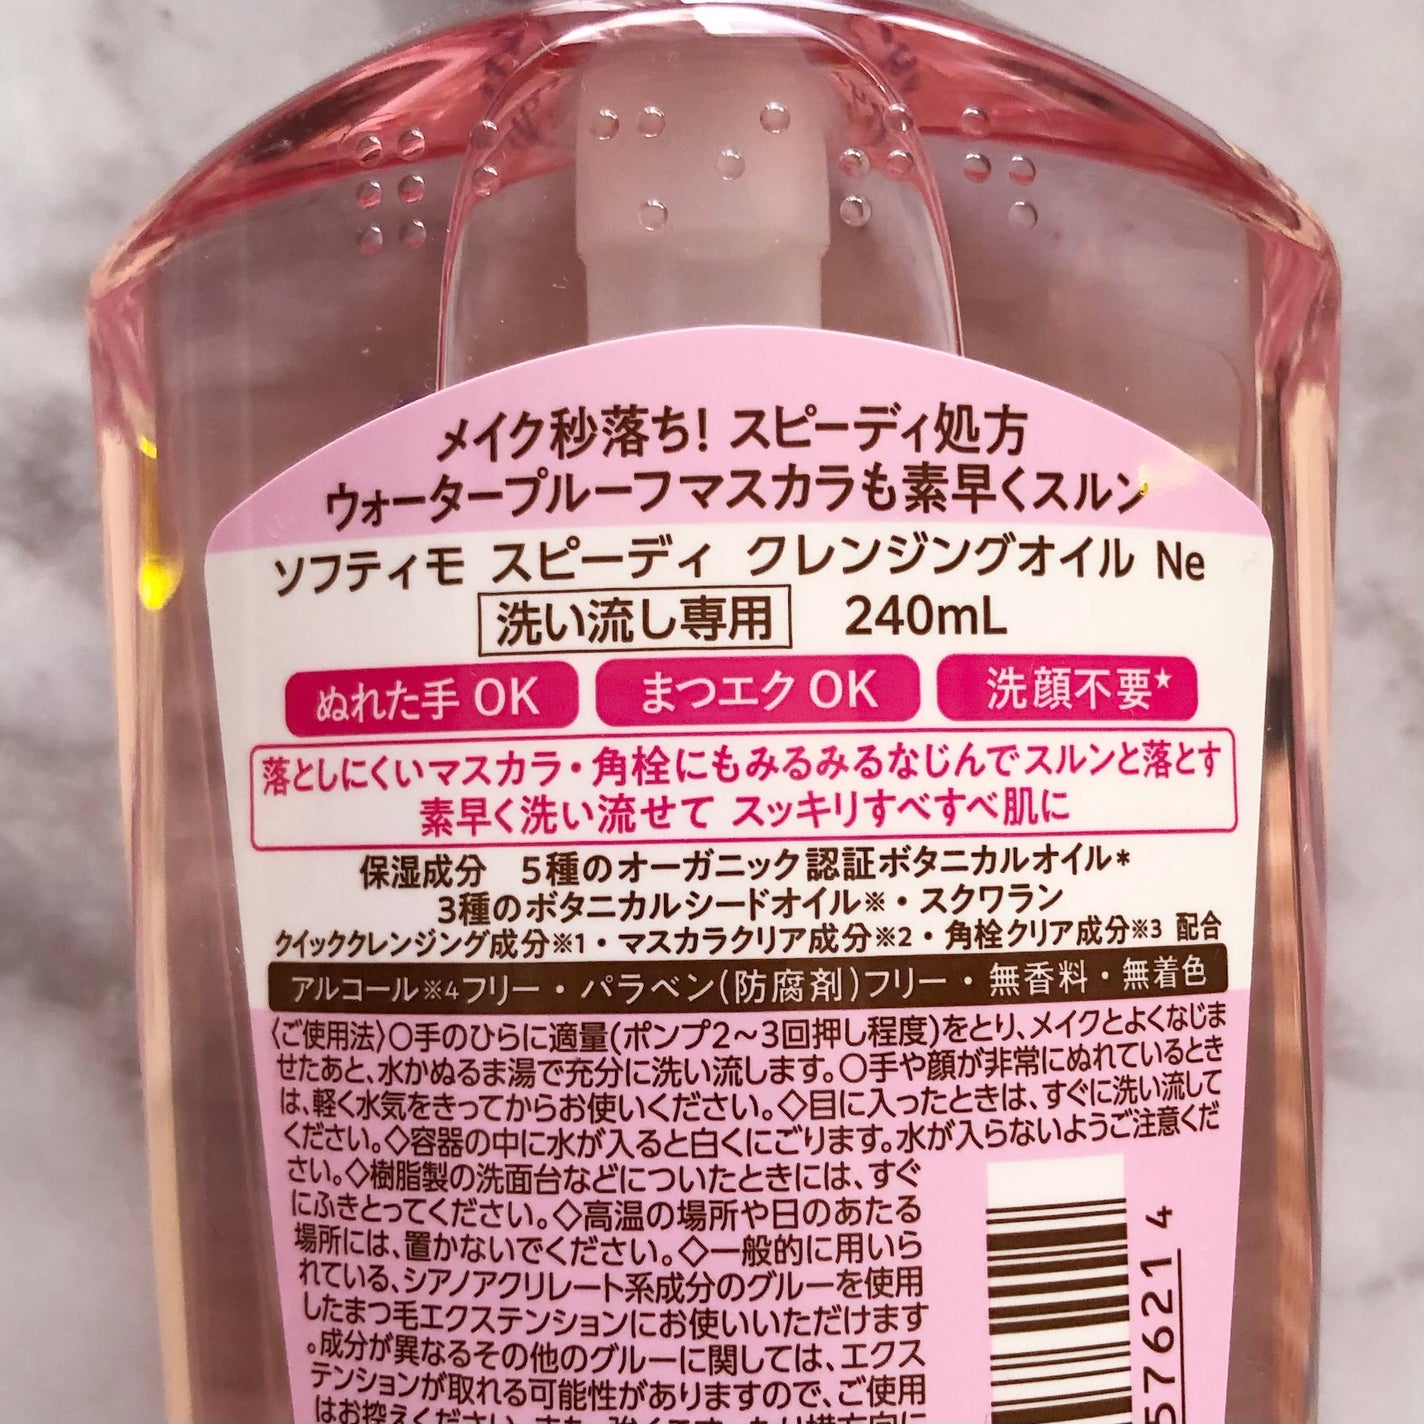 メイク秒落ち! スピーディ処方
ウォータープルーフマスカラも素早くスルン
ソフティモ スピーディ クレンジングオイル Ne
洗い流し専用 240mL
ぬれた手 OK まつエク OK 洗顔不要★
落としにくいマスカラ・角栓にもみるみるなじんでスルンと落とす
素早く洗い流せて スッキリすべすべ肌に
保湿成分 5種のオーガニック認証ボタニカルオイル*
3種のボタニカルシードオイル※・スクワラン
クイッククレンジング成分※1・マスカラクリア成分※2・角栓クリア成分※3 配合
アルコール※4フリー・パラベン(防腐剤)フリー・無香料・無着色
〈ご使用法〉○手のひらに適量(ポンプ2〜3回押し程度)をとり、メイクとよくなじま
せたあと、水かぬるま湯で充分に洗い流します。○手や顔が非常にぬれているとき
は、軽く水気をきってからお使いください。◇目に入ったときは、すぐに洗い流して
ください。◇容器の中に水が入ると白くにごります。水が入らないようご注意くだ
さい。◇樹脂製の洗面台などについたときには、すぐ
にふきとってください。◇高温の場所や日のあたる
場所には、置かないでください。◇一般的に用いら
れている、シアノアクリレート系成分のグルーを使用
したまつ毛エクステンションにお使いいただけます
。成分が異なるその他のグルーに関しては、エクス
テンションが取れる可能性がありますので、ご使用
はお控えください。また、強くこすったり横方向に
57621 4